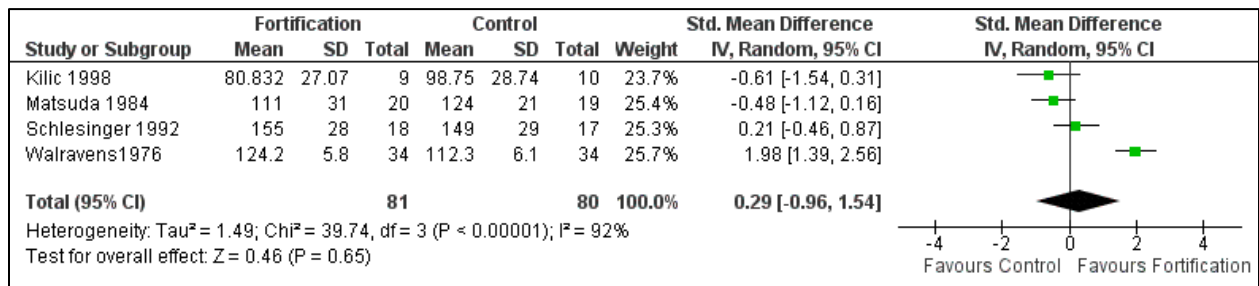 Fortification Control Std. Mean Difference Std. Mean Difference
Study or Subgroup Mean SD Total Mean SD Total Weight IV, Random, 95% CI IV, Random, 95% CI
Kilic 1998 80.832 27.07 9 98.75 28.74 10 23.7% -0.61 [-1.54, 0.31]
Matsuda 1984 111 31 20 124 21 19 25.4% -0.48 [-1.12, 0.16]
Schlesinger 1992 155 28 18 149 29 17 25.3% 0.21 [-0.46, 0.87]
Walravens1976 124.2 5.8 34 112.3 6.1 34 25.7% 1.98 [1.39, 2.56]
Total (95% CI) 81 80 100.0% 0.29 [-0.96, 1.54]
Heterogeneity: Tau² = 1.49; Chi² = 39.74, df = 3 (P < 0.00001); I² = 92%
Test for overall effect: Z = 0.46 (P = 0.65)
-4 -2 0 2 4
Favours Control Favours Fortification